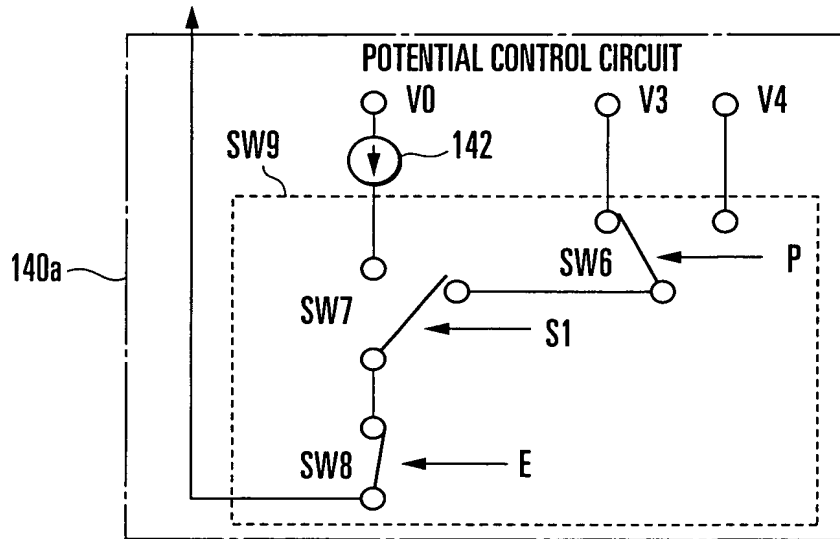 POTENTIAL CONTROL CIRCUIT
V0 V3 V4
142
SW9
140a
SW6 P
SW7
S1
SW8 E